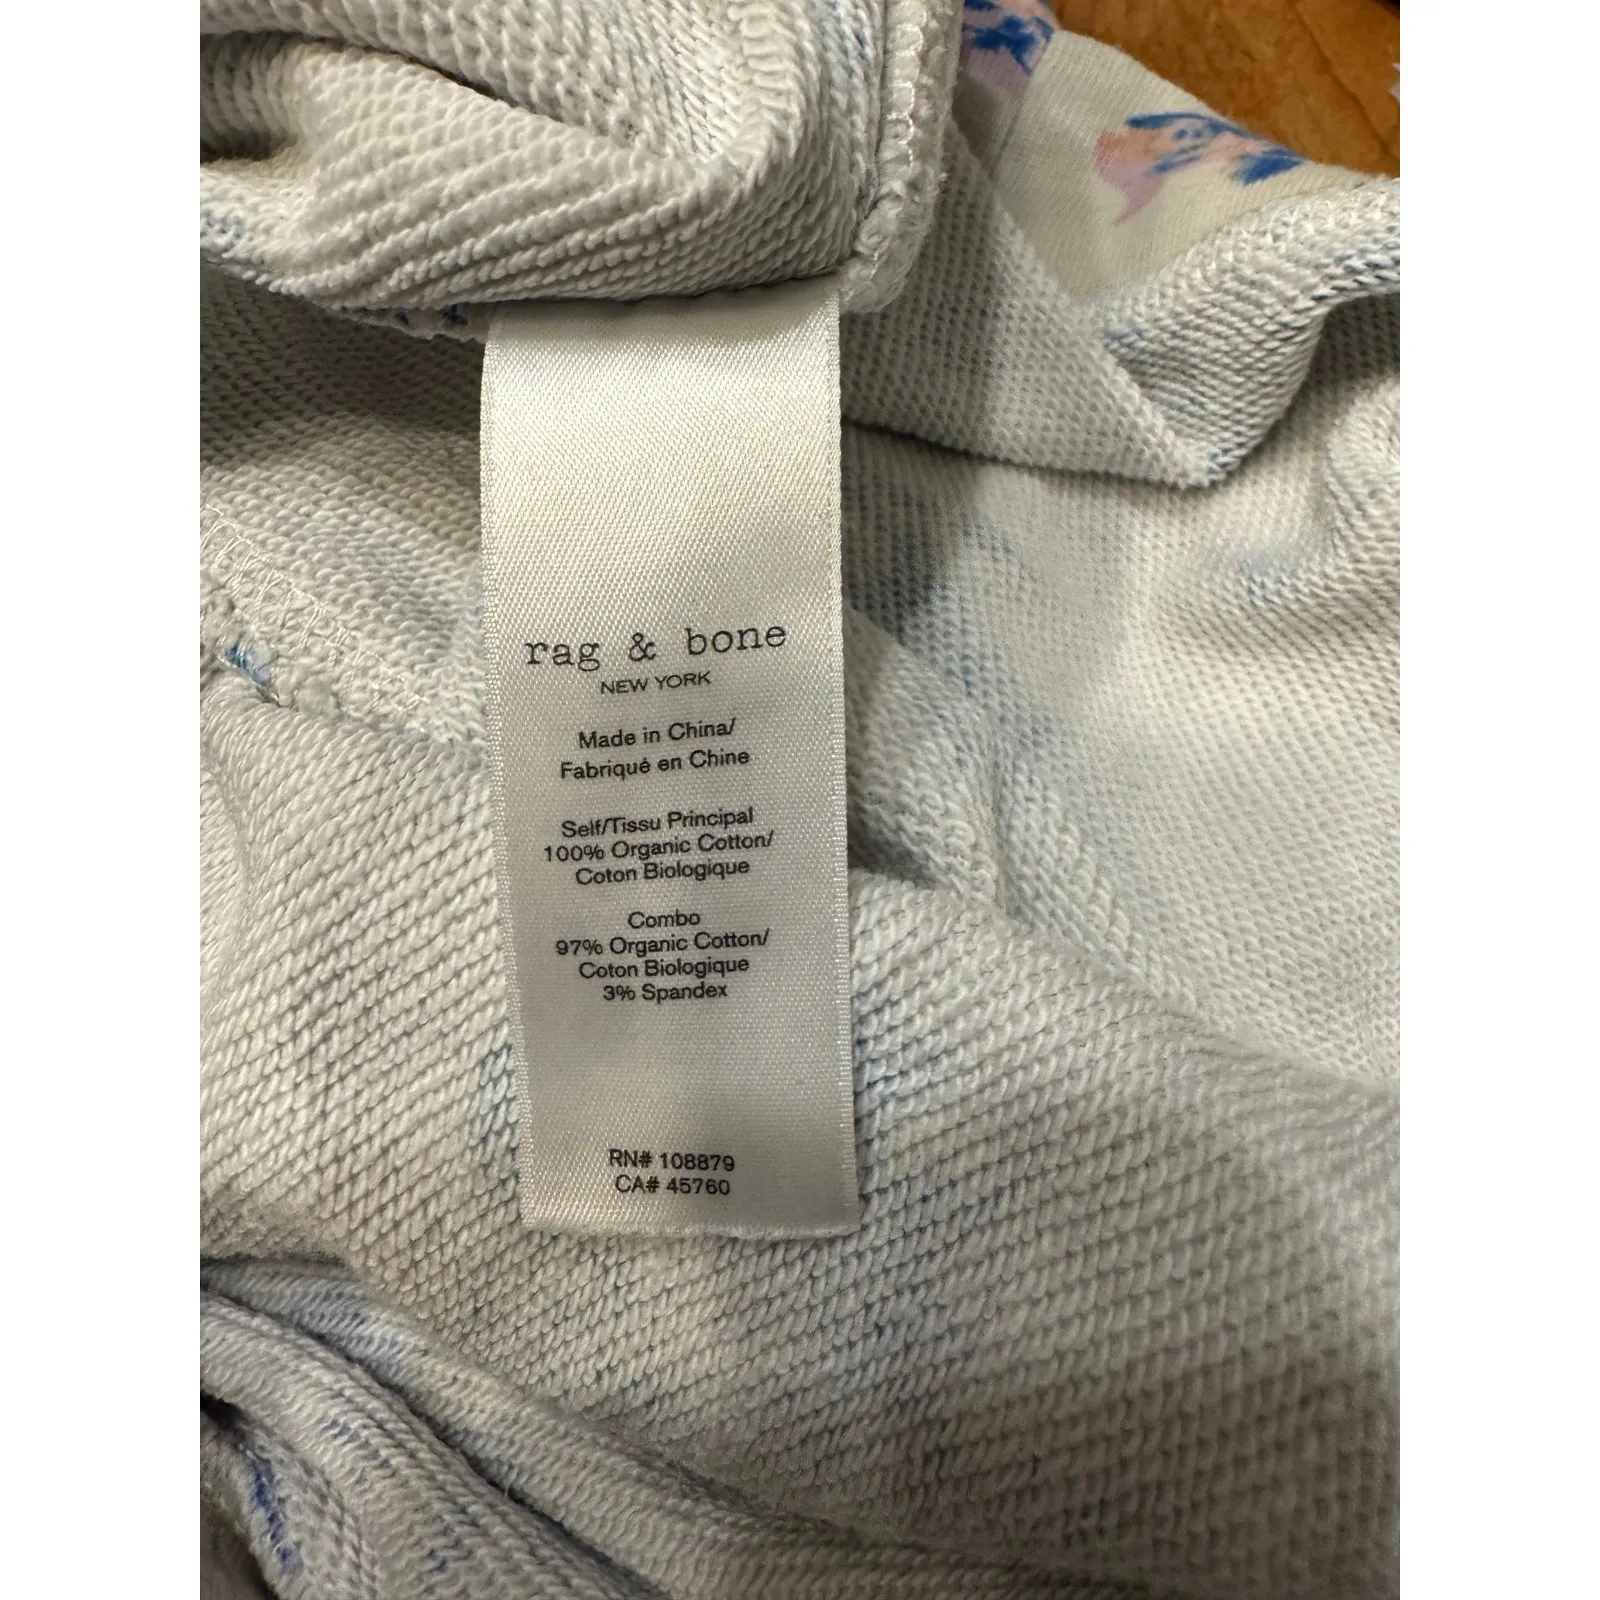 rag & bone
NEW YORK
Made in China/
Fabriqué en Chine
Self/Tissu Principal
100% Organic Cotton/
Coton Biologique
Combo
97% Organic Cotton/
Coton Biologique
3% Spandex
RN# 108879
CA# 45760